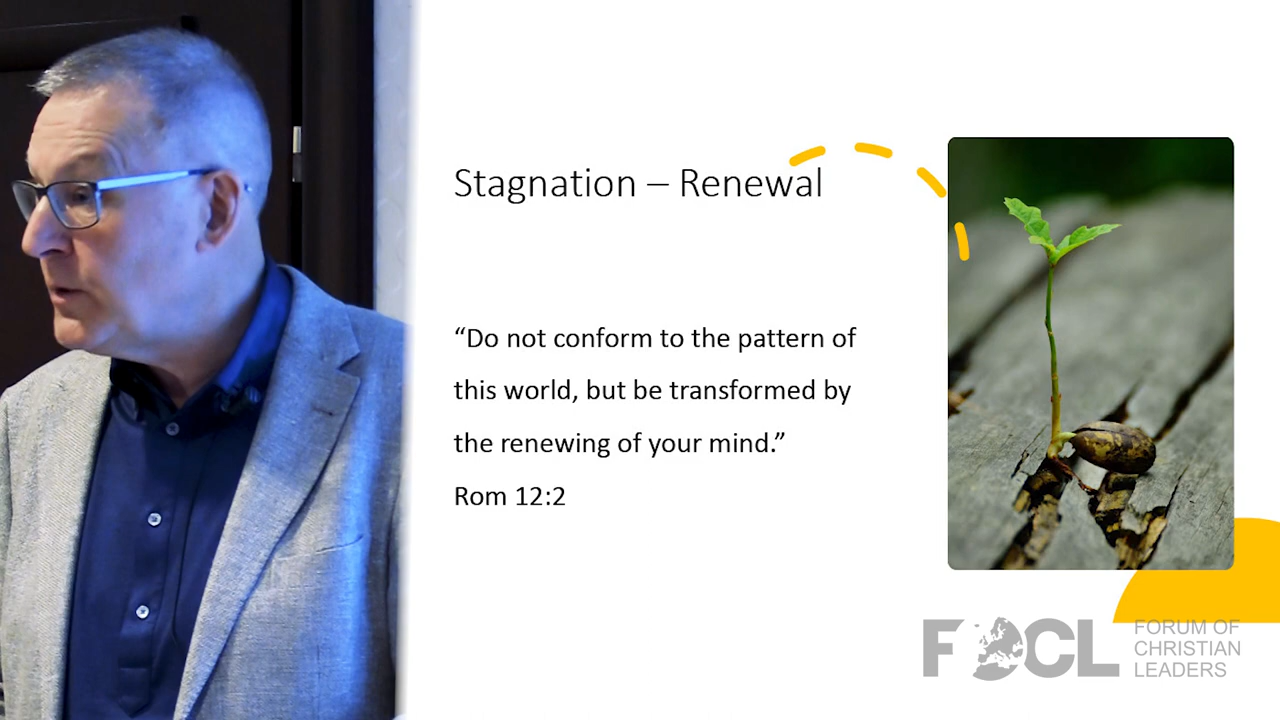 Stagnation – Renewal
“Do not conform to the pattern of
this world, but be transformed by
the renewing of your mind.”
Rom 12:2
FOCL
FORUM OF
CHRISTIAN
LEADERS